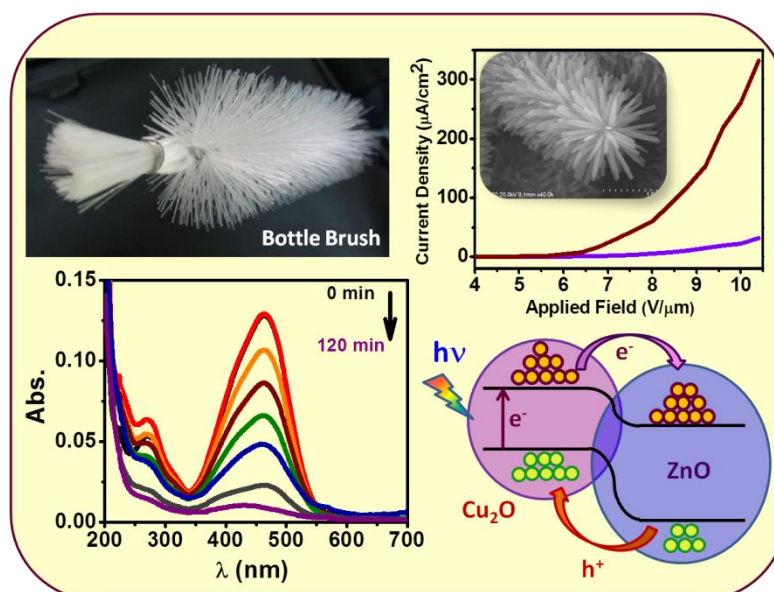 Bottle Brush
Current Density (µA/cm²)
300
200
100
0
4 5 6 7 8 9 10
Applied Field (V/µm)
Abs.
0.15
0.10
0.05
0.00
200 300 400 500 600 700
λ (nm)
0 min
120 min
hν
e⁻
e⁻
ZnO
Cu₂O
h⁺